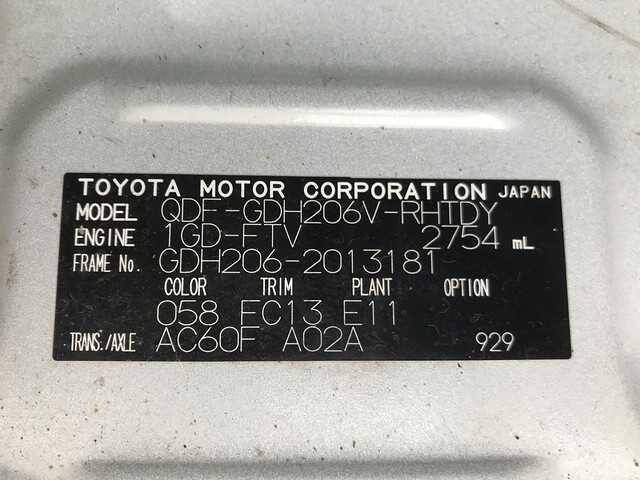 TOYOTA MOTOR CORPORATION JAPAN
MODEL QDF-GDH206V-RHTDY
ENGINE 1GD-FTV 2754 mL
FRAME No. GDH206-2013181
COLOR TRIM PLANT OPTION
058 FC13 E11
TRANS./AXLE AC60F A02A 929